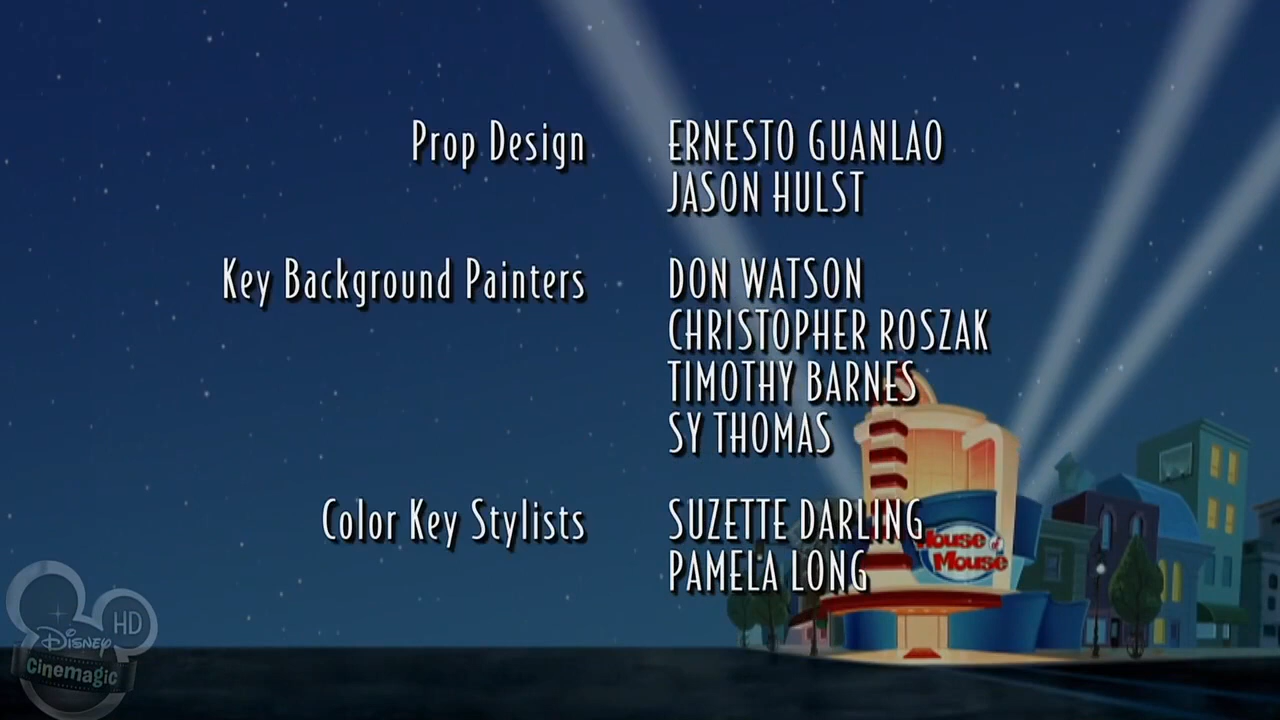 Prop Design ERNESTO GUANLAO
JASON HULST
Key Background Painters DON WATSON
CHRISTOPHER ROSZAK
TIMOTHY BARNES
SY THOMAS
Color Key Stylists SUZETTE DARLING
PAMELA LONG
House of
Mouse
HD
Disney
Cinemagic